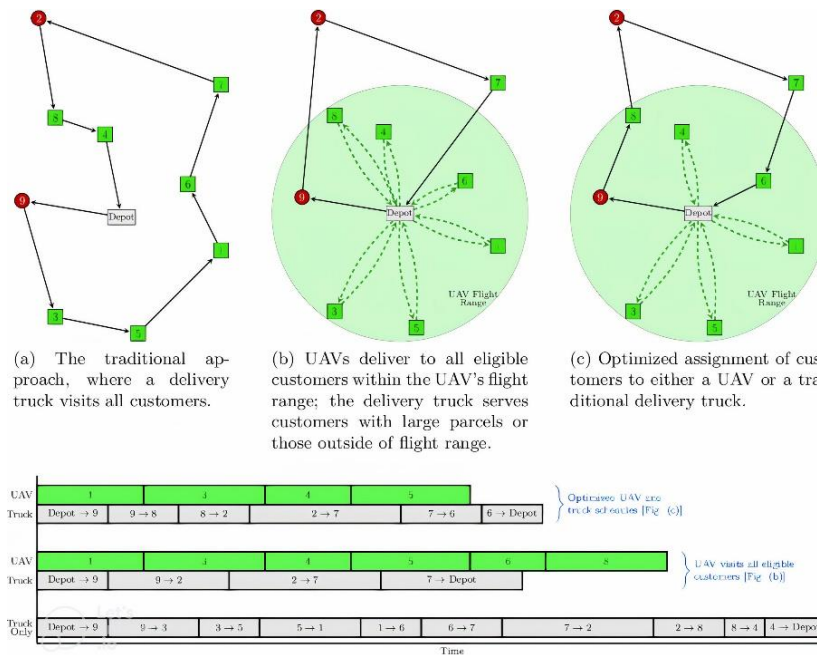 2
7
8
4
6
9
Depot
3
5
2
7
8
4
6
9
Depot
UAV Flight
Range
3
5
2
7
8
4
6
9
Depot
UAV Flight
Range
3
5
(a) The traditional ap-
proach, where a delivery
truck visits all customers.
(b) UAVs deliver to all eligible
customers within the UAV's flight
range; the delivery truck serves
customers with large parcels or
those outside of flight range.
(c) Optimized assignment of cus
tomers to either a UAV or a tra
ditional delivery truck.
UAV 1 3 4 5
Truck Depot → 9 9 → 8 8 → 2 2 → 7 7 → 6 6 → Depot
Optimized UAV and
truck schedules [Fig (c)]
UAV 1 3 4 5 6 8
Truck Depot → 9 9 → 2 2 → 7 7 → Depot
UAV visits all eligible
customers [Fig (b)]
Truck
Only Depot → 9 9 → 3 3 → 5 5 → 1 1 → 6 6 → 7 7 → 2 2 → 8 8 → 4 4 → Depot
Time